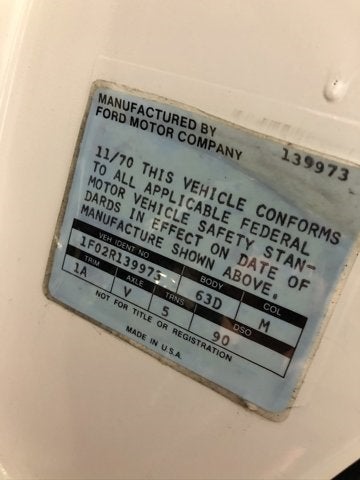 MANUFACTURED BY
FORD MOTOR COMPANY 139973
11/70 THIS VEHICLE CONFORMS
TO ALL APPLICABLE FEDERAL
MOTOR VEHICLE SAFETY STAN-
DARDS IN EFFECT ON DATE OF
MANUFACTURE SHOWN ABOVE.
VEH IDENT NO BODY COL
1F02R139973 63D M
TRIM AXLE TRNS DSO
1A V 5 90
NOT FOR TITLE OR REGISTRATION
MADE IN U.S.A.